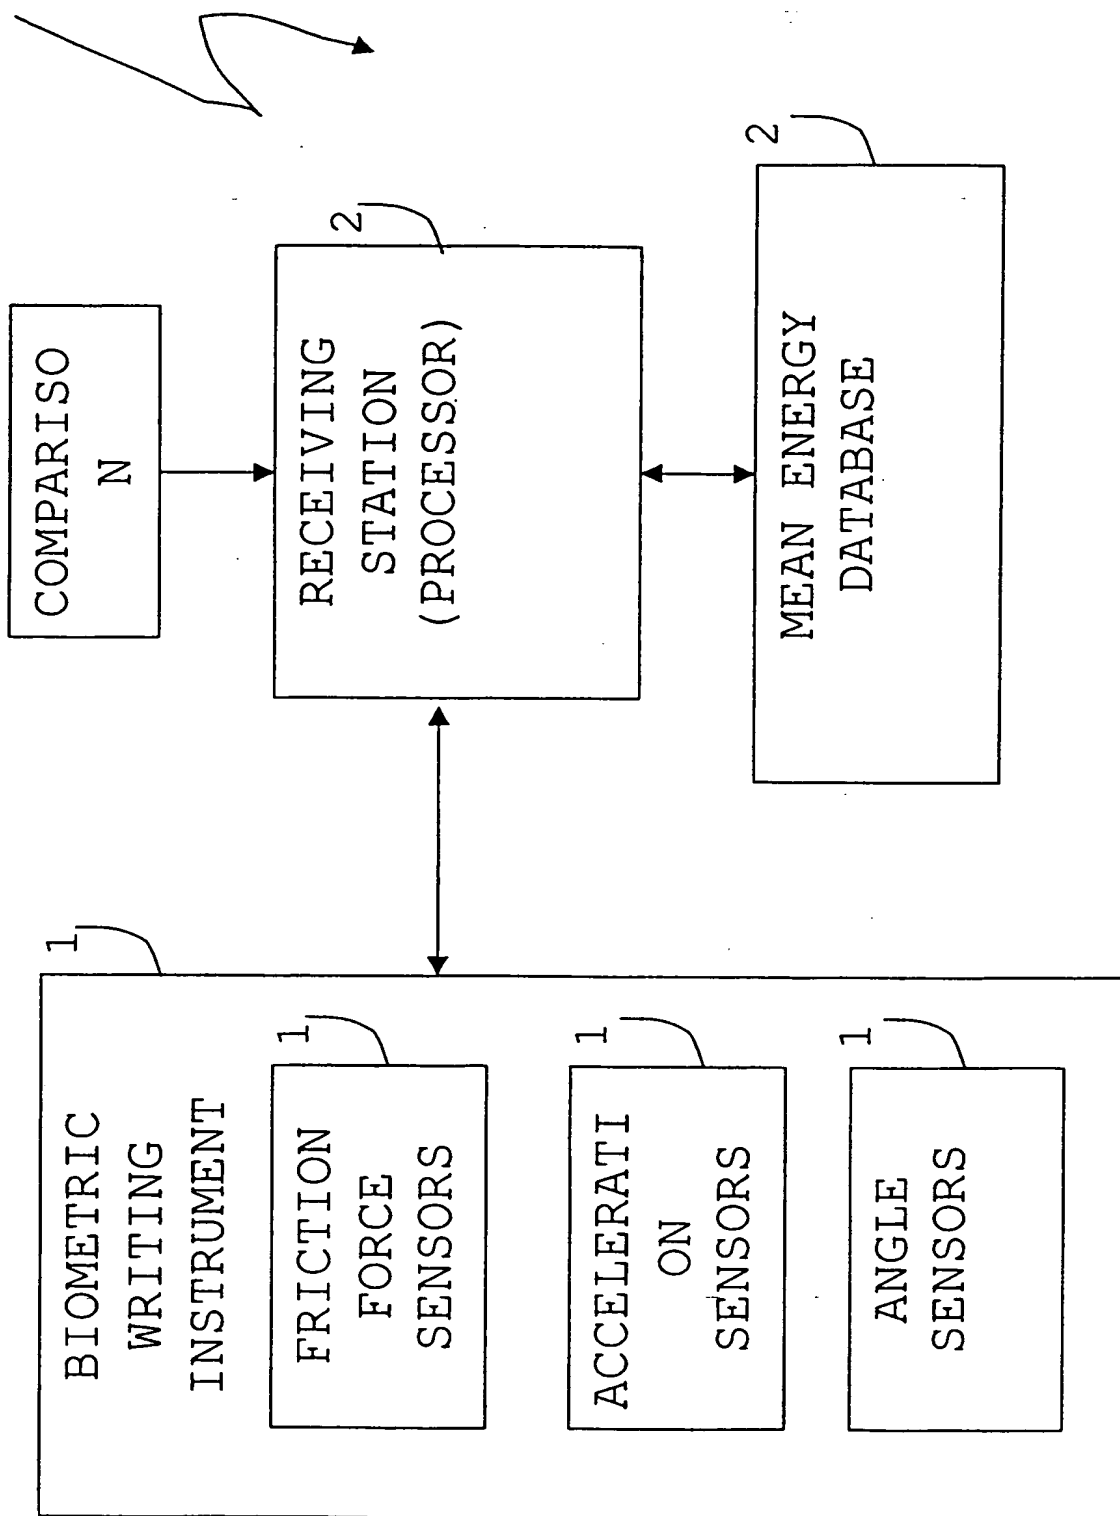 1
BIOMETRIC
WRITING
INSTRUMENT
1
FRICTION
FORCE
SENSORS
1
ACCELERATI
ON
SENSORS
1
ANGLE
SENSORS
COMPARISO
N
2
RECEIVING
STATION
(PROCESSOR)
2
MEAN ENERGY
DATABASE